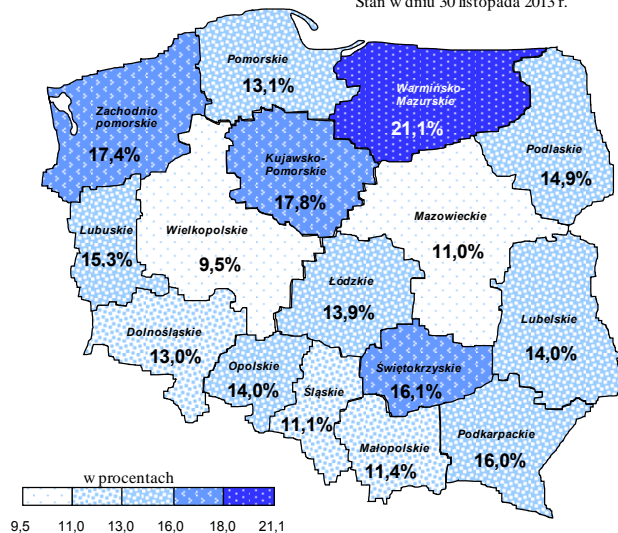 Stan w dniu 30 listopada 2013 r.
Pomorskie
13,1%
Warmińsko-
Mazurskie
21,1%
Zachodnio
pomorskie
17,4%
Kujawsko-
Pomorskie
17,8%
Podlaskie
14,9%
Lubuskie
15,3%
Wielkopolskie
9,5%
Mazowieckie
11,0%
Łódzkie
13,9%
Lubelskie
14,0%
Dolnośląskie
13,0%
Opolskie
14,0%
Śląskie
11,1%
Świętokrzyskie
16,1%
Małopolskie
11,4%
Podkarpackie
16,0%
w procentach
9,5 11,0 13,0 16,0 18,0 21,1